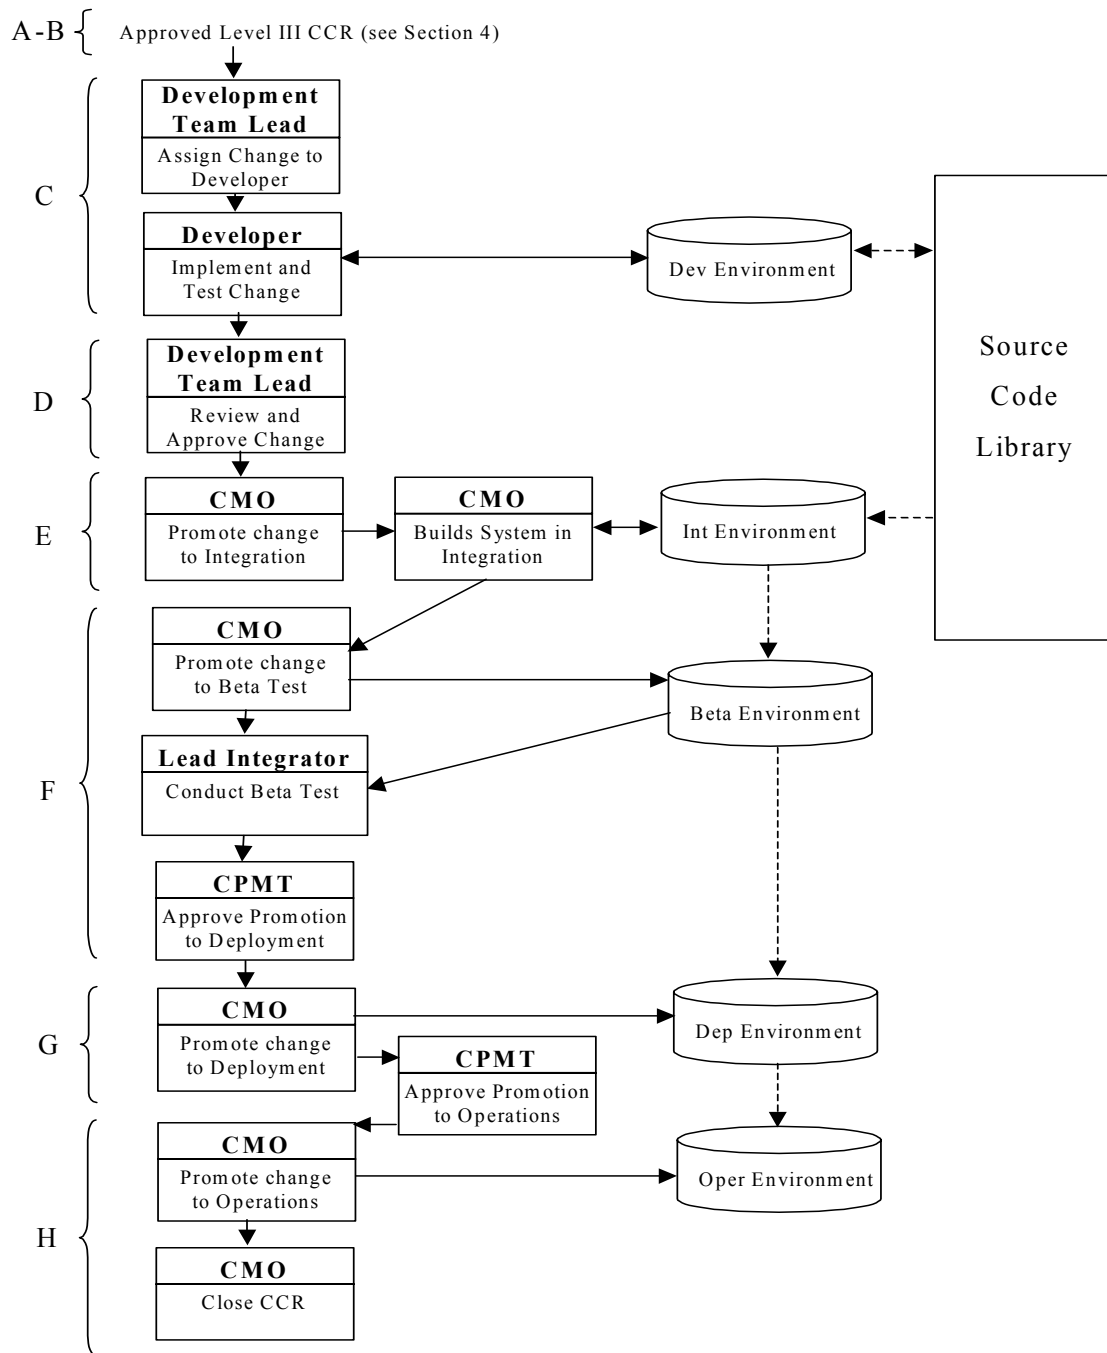 A-B
Approved Level III CCR (see Section 4)
C
Development
Team Lead
Assign Change to
Developer
Developer
Implement and
Test Change
Dev Environment
Source
Code
Library
D
Development
Team Lead
Review and
Approve Change
E
CMO
Promote change
to Integration
CMO
Builds System in
Integration
Int Environment
F
CMO
Promote change
to Beta Test
Beta Environment
Lead Integrator
Conduct Beta Test
CPMT
Approve Promotion
to Deployment
G
CMO
Promote change
to Deployment
Dep Environment
CPMT
Approve Promotion
to Operations
H
CMO
Promote change
to Operations
Oper Environment
CMO
Close CCR